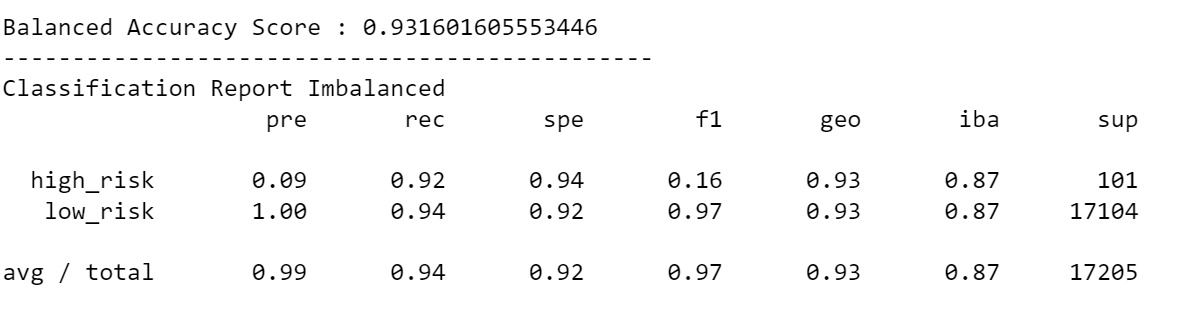 Balanced Accuracy Score : 0.931601605553446
-----------------------------------------------
Classification Report Imbalanced
pre rec spe f1 geo iba sup
high_risk 0.09 0.92 0.94 0.16 0.93 0.87 101
low_risk 1.00 0.94 0.92 0.97 0.93 0.87 17104
avg / total 0.99 0.94 0.92 0.97 0.93 0.87 17205